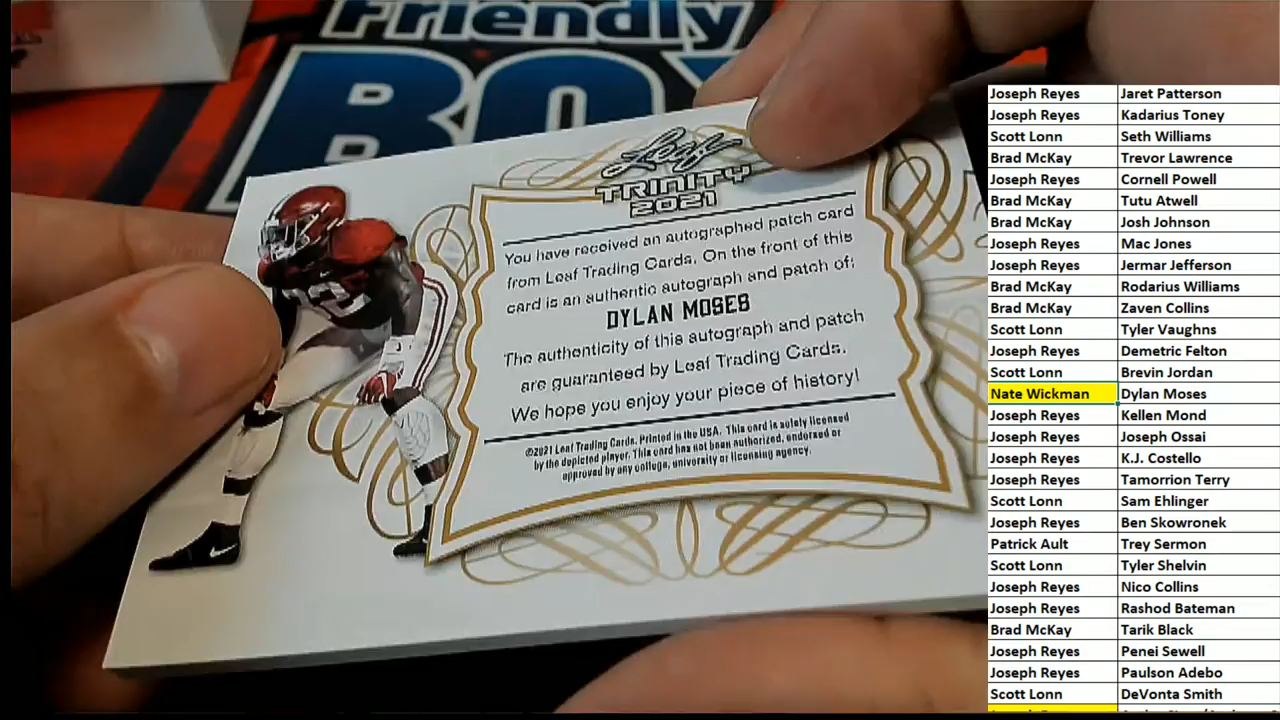 Friendly
BO
Leaf
TRINITY
2021
You have received an autographed patch card
from Leaf Trading Cards. On the front of this
card is an authentic autograph and patch of:
DYLAN MOSES
The authenticity of this autograph and patch
are guaranteed by Leaf Trading Cards.
We hope you enjoy your piece of history!
©2021 Leaf Trading Cards. Printed in the USA. This card is solely licensed
by the depicted player. This card has not been authorized, endorsed or
approved by any college, university or licensing agency.
Joseph Reyes Jaret Patterson
Joseph Reyes Kadarius Toney
Scott Lonn Seth Williams
Brad McKay Trevor Lawrence
Joseph Reyes Cornell Powell
Brad McKay Tutu Atwell
Brad McKay Josh Johnson
Joseph Reyes Mac Jones
Joseph Reyes Jermar Jefferson
Brad McKay Rodarius Williams
Brad McKay Zaven Collins
Scott Lonn Tyler Vaughns
Joseph Reyes Demetric Felton
Scott Lonn Brevin Jordan
Nate Wickman Dylan Moses
Joseph Reyes Kellen Mond
Joseph Reyes Joseph Ossai
Joseph Reyes K.J. Costello
Joseph Reyes Tamorrion Terry
Scott Lonn Sam Ehlinger
Joseph Reyes Ben Skowronek
Patrick Ault Trey Sermon
Scott Lonn Tyler Shelvin
Joseph Reyes Nico Collins
Joseph Reyes Rashod Bateman
Brad McKay Tarik Black
Joseph Reyes Penei Sewell
Joseph Reyes Paulson Adebo
Scott Lonn DeVonta Smith